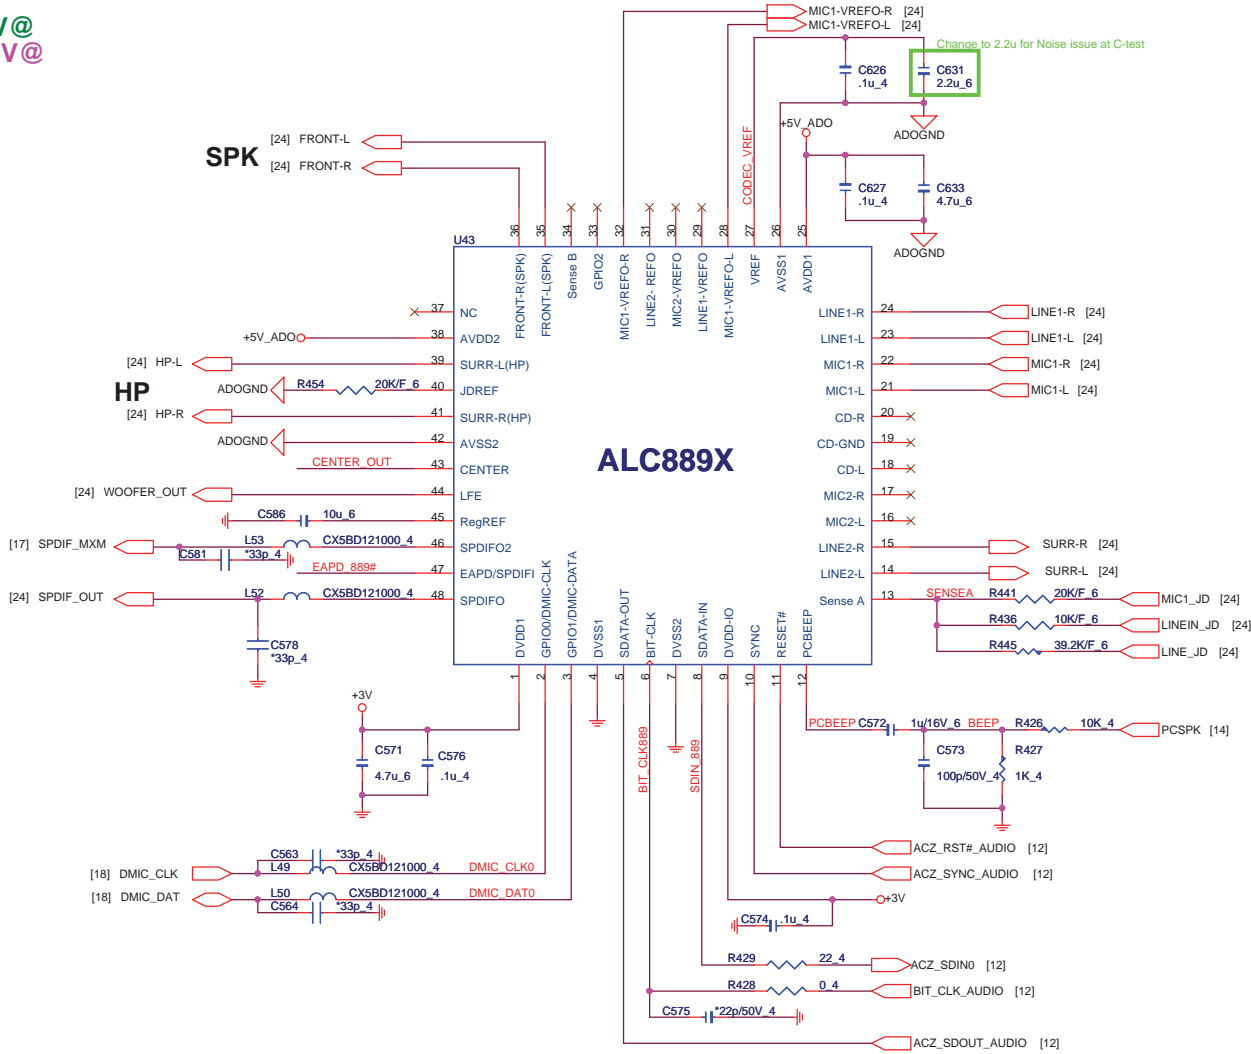 V@
V@
MIC1-VREFO-R [24]
MIC1-VREFO-L [24]
Change to 2.2u for Noise issue at C-test
C626
.1u_4
C631
2.2u_6
ADOGND
+5V_ADO
CODEC_VREF
C627
.1u_4
C633
4.7u_6
ADOGND
SPK
[24] FRONT-L
[24] FRONT-R
U43
36 35 34 33 32 31 30 29 28 27 26 25
FRONT-R(SPK)
FRONT-L(SPK)
Sense B
GPIO2
MIC1-VREFO-R
LINE2- REFO
MIC2-VREFO
LINE1-VREFO
MIC1-VREFO-L
VREF
AVSS1
AVDD1
37 NC
+5V_ADO 38 AVDD2
[24] HP-L 39 SURR-L(HP)
HP
ADOGND R454 20K/F_6 40 JDREF
[24] HP-R 41 SURR-R(HP)
ADOGND 42 AVSS2
CENTER_OUT 43 CENTER
[24] WOOFER_OUT 44 LFE
C586 10u_6 45 RegREF
[17] SPDIF_MXM L53 CX5BD121000_4 46 SPDIFO2
C581 *33p_4
EAPD_889# 47 EAPD/SPDIFI
[24] SPDIF_OUT L52 CX5BD121000_4 48 SPDIFO
C578
*33p_4
ALC889X
LINE1-R 24 LINE1-R [24]
LINE1-L 23 LINE1-L [24]
MIC1-R 22 MIC1-R [24]
MIC1-L 21 MIC1-L [24]
CD-R 20
CD-GND 19
CD-L 18
MIC2-R 17
MIC2-L 16
LINE2-R 15 SURR-R [24]
LINE2-L 14 SURR-L [24]
Sense A 13 SENSEA R441 20K/F_6 MIC1_JD [24]
R436 10K/F_6 LINEIN_JD [24]
R445 39.2K/F_6 LINE_JD [24]
DVDD1
GPIO0/DMIC-CLK
GPIO1/DMIC-DATA
DVSS1
SDATA-OUT
BIT-CLK
DVSS2
SDATA-IN
DVDD-IO
SYNC
RESET#
PCBEEP
1 2 3 4 5 6 7 8 9 10 11 12
+3V
C571
4.7u_6
C576
.1u_4
BIT_CLK889
SDIN_889
PCBEEP C572 1u/16V_6 BEEP R426 10K_4 PCSPK [14]
C573
100p/50V_4
R427
1K_4
C563 *33p_4
[18] DMIC_CLK L49 CX5BD121000_4 DMIC_CLK0
[18] DMIC_DAT L50 CX5BD121000_4 DMIC_DAT0
C564 *33p_4
ACZ_RST#_AUDIO [12]
ACZ_SYNC_AUDIO [12]
+3V
C574 .1u_4
R429 22_4 ACZ_SDIN0 [12]
R428 0_4 BIT_CLK_AUDIO [12]
C575 *22p/50V_4
ACZ_SDOUT_AUDIO [12]